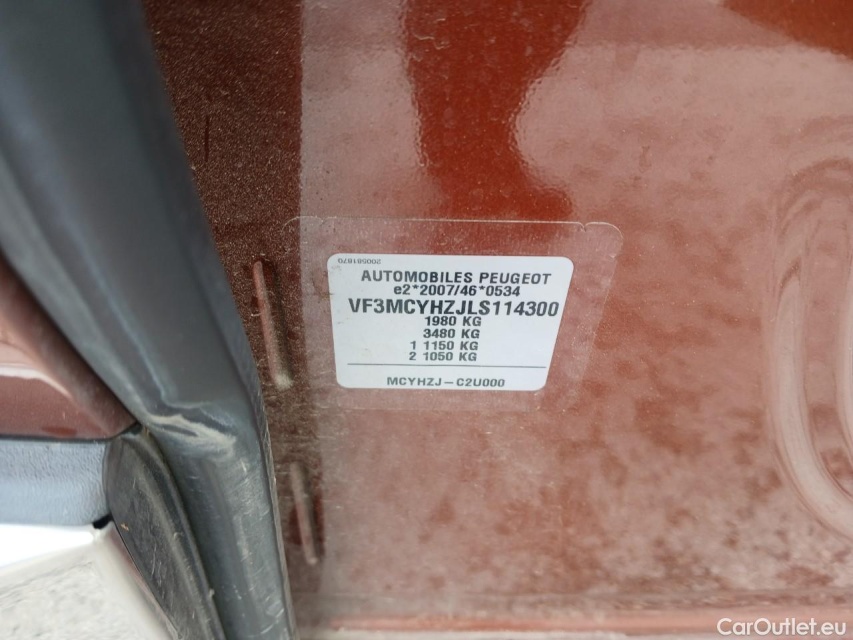 200581870
AUTOMOBILES PEUGEOT
e2*2007/46*0534
VF3MCYHZJLS114300
1980 KG
3480 KG
1 1150 KG
2 1050 KG
MCYHZJ-C2U000
CarOutlet.eu